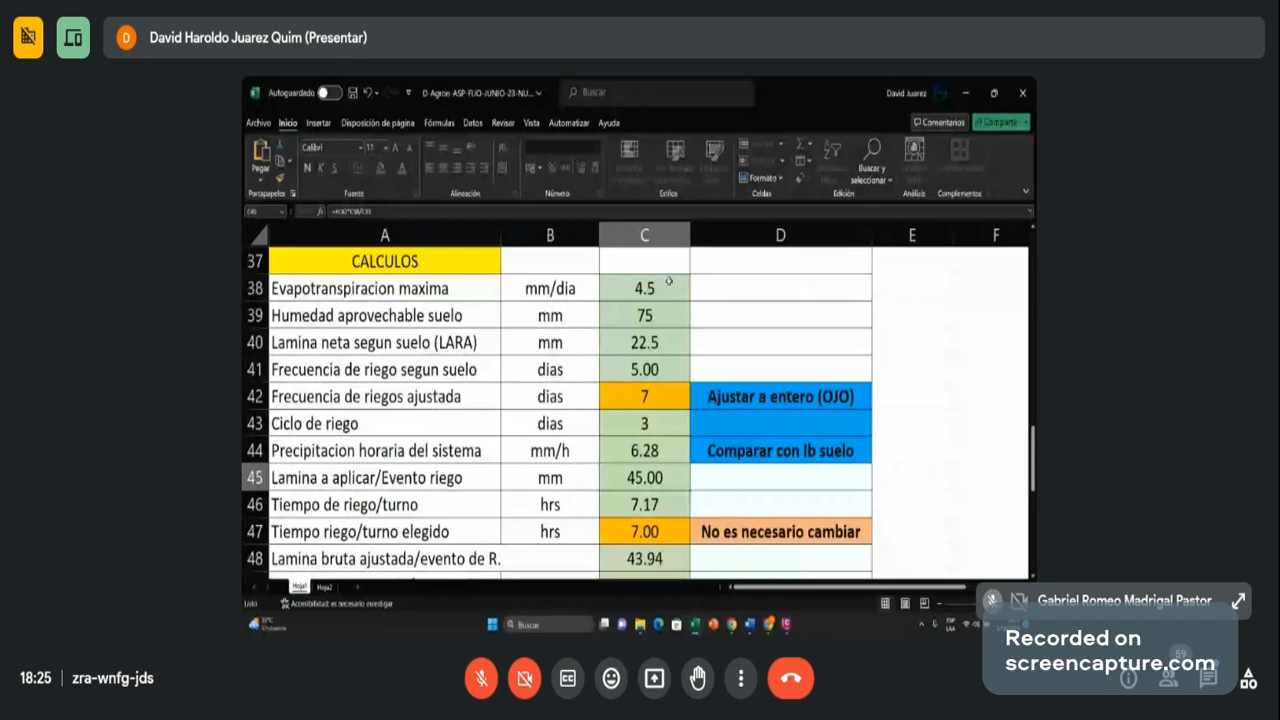 David Haroldo Juarez Quim (Presentar)
Autoguardado
D-Agron-ASP-FIJO-JUNIO-23-NU...
Buscar
David Juarez
Archivo Inicio Insertar Disposición de página Fórmulas Datos Revisar Vista Automatizar Ayuda
Comentarios
Compartir
Calibri 11
Pegar
Formato
Buscar y seleccionar
Portapapeles Fuente Alineación Número Estilos Celdas Edición Análisis Complementos
A B C D E F
37 CALCULOS
38 Evapotranspiracion maxima mm/dia 4.5
39 Humedad aprovechable suelo mm 75
40 Lamina neta segun suelo (LARA) mm 22.5
41 Frecuencia de riego segun suelo dias 5.00
42 Frecuencia de riegos ajustada dias 7 Ajustar a entero (OJO)
43 Ciclo de riego dias 3
44 Precipitacion horaria del sistema mm/h 6.28 Comparar con Ib suelo
45 Lamina a aplicar/Evento riego mm 45.00
46 Tiempo de riego/turno hrs 7.17
47 Tiempo riego/turno elegido hrs 7.00 No es necesario cambiar
48 Lamina bruta ajustada/evento de R. 43.94
Hoja1 Hoja2
Listo Accesibilidad: es necesario investigar
Buscar
Gabriel Romeo Madrigal Pastor
Recorded on
screencapture.com
18:25 zra-wnfg-jds
59